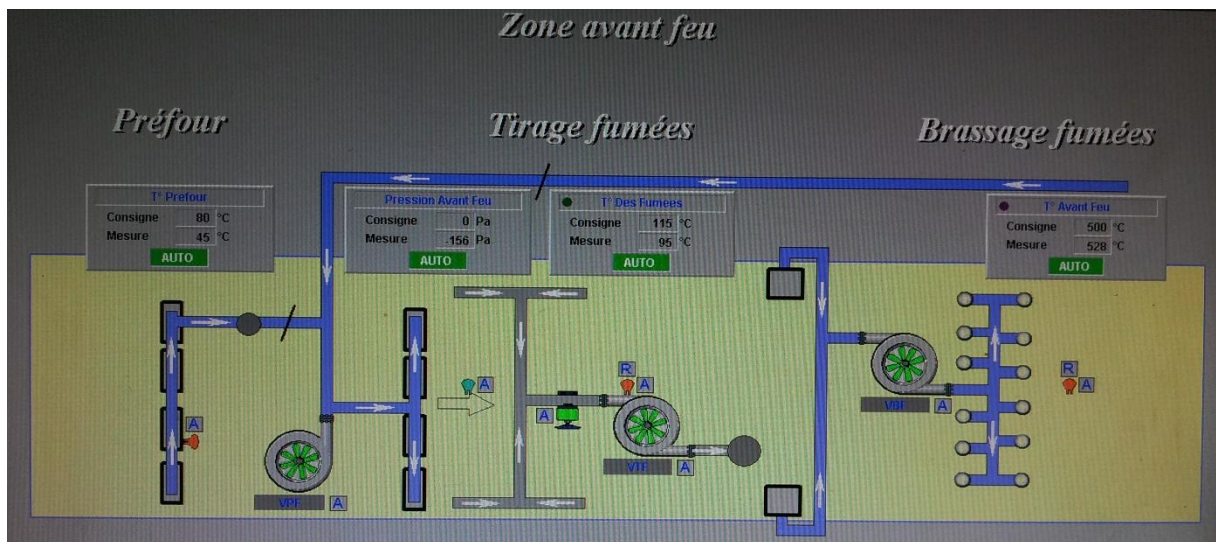 Zone avant feu
Préfour
Tirage fumées
Brassage fumées
T° Prefour
Consigne 80 °C
Mesure 45 °C
AUTO
Pression Avant Feu
Consigne 0 Pa
Mesure -156 Pa
AUTO
T° Des Fumees
Consigne 115 °C
Mesure 95 °C
AUTO
T° Avant Feu
Consigne 500 °C
Mesure 528 °C
AUTO
A
VPF A
A
A
R
A
VTF A
VBF A
R
A